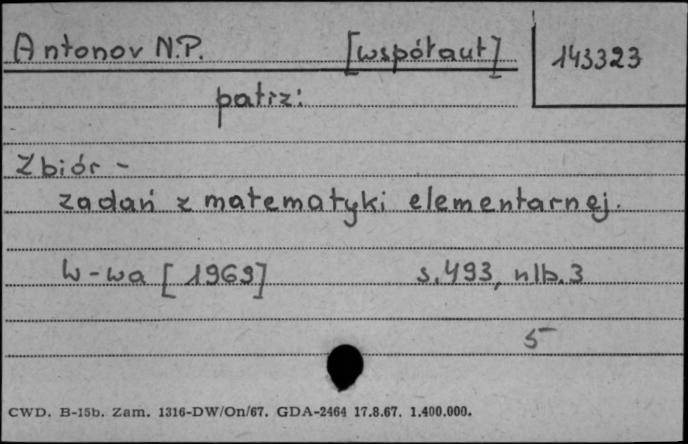 Antonov N.P. [współaut] 143323
patrz:
Zbiór -
zadań z matematyki elementarnej.
W-wa [1969] s.493, nlb.3
5
CWD. B-15b. Zam. 1316-DW/On/67. GDA-2464 17.8.67. 1.400.000.